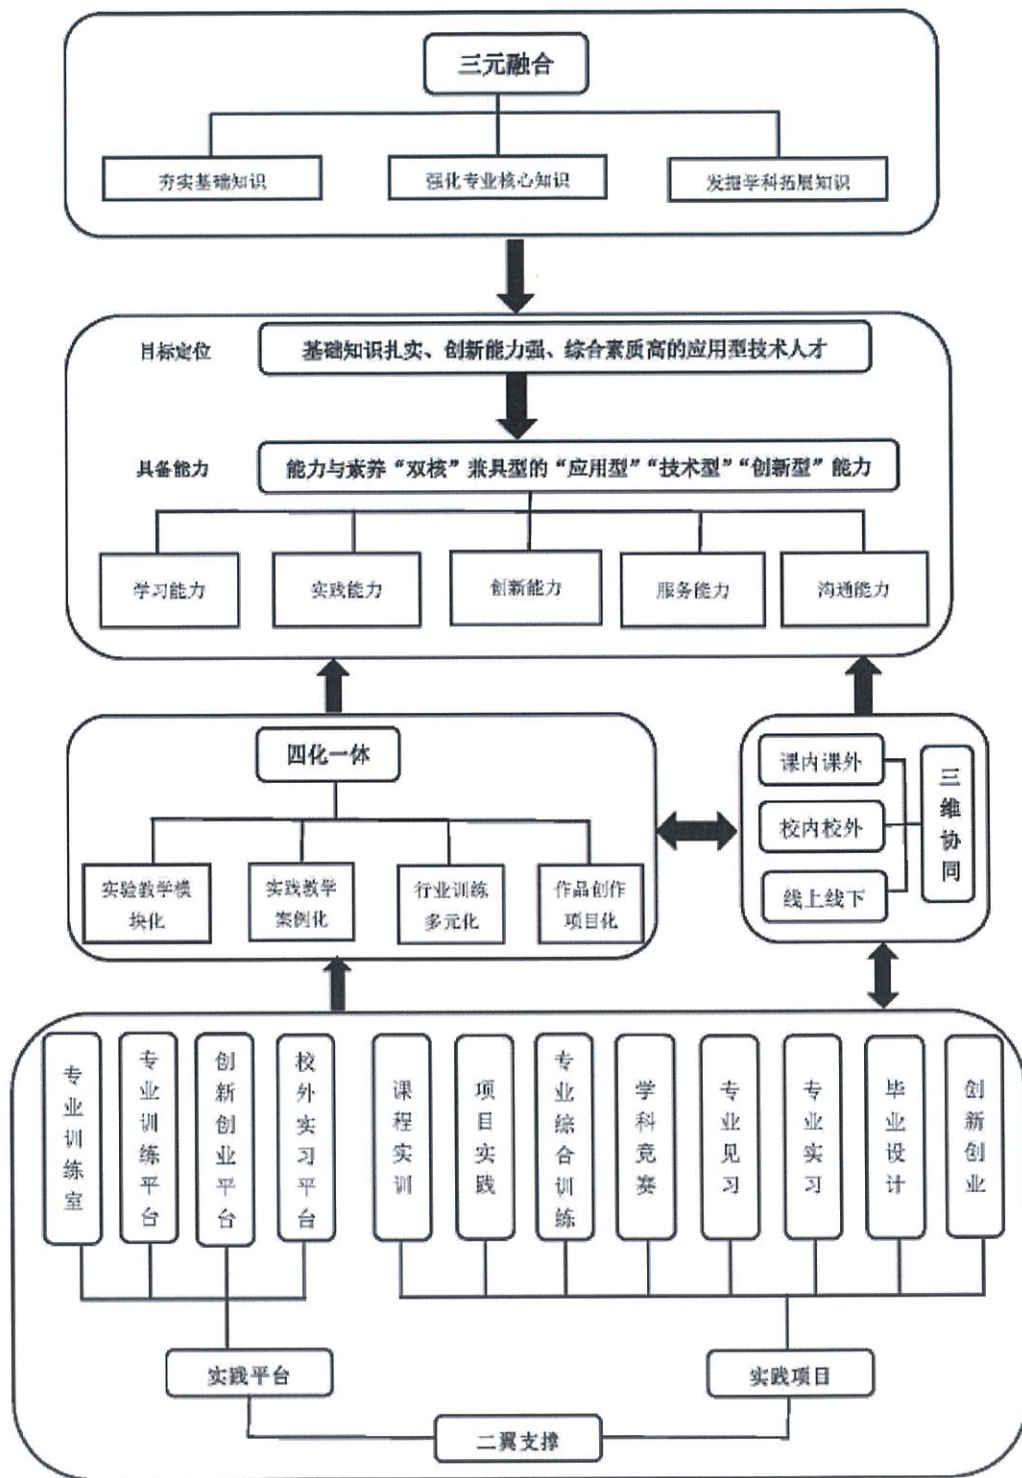 三元融合
夯实基础知识
强化专业核心知识
发掘学科拓展知识
目标定位
基础知识扎实、创新能力强、综合素质高的应用型技术人才
具备能力
能力与素养“双核”兼具型的“应用型”“技术型”“创新型”能力
学习能力
实践能力
创新能力
服务能力
沟通能力
四化一体
实验教学模
块化
实践教学
案例化
行业训练
多元化
作品创作
项目化
课内课外
校内校外
线上线下
三维协同
专业训练室
专业训练平台
创新创业平台
校外实习平台
课程实训
项目实践
专业综合训练
学科竞赛
专业见习
专业实习
毕业设计
创新创业
实践平台
实践项目
二翼支撑